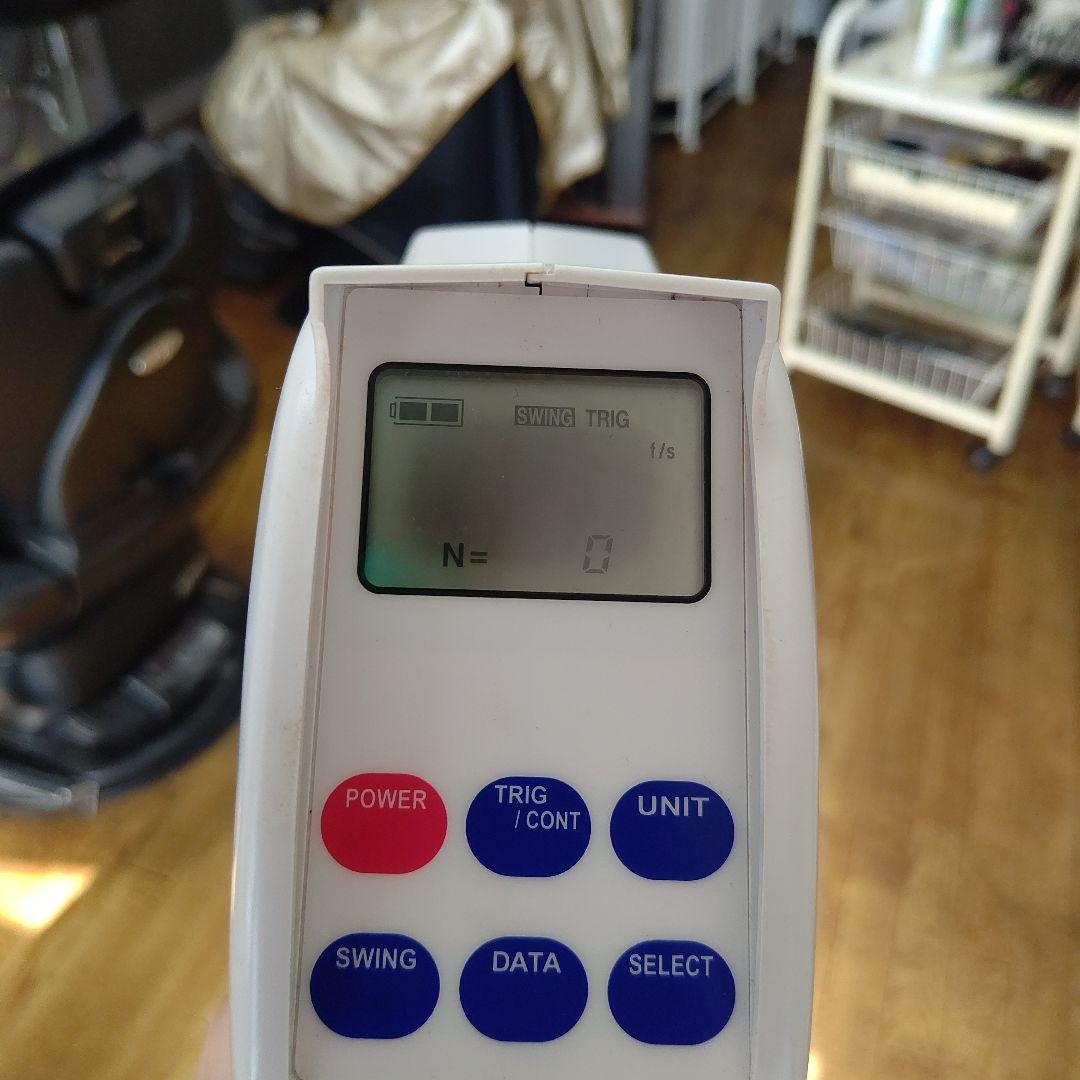 SWING TRIG
f/s
N= 0
POWER
TRIG
/ CONT
UNIT
SWING
DATA
SELECT